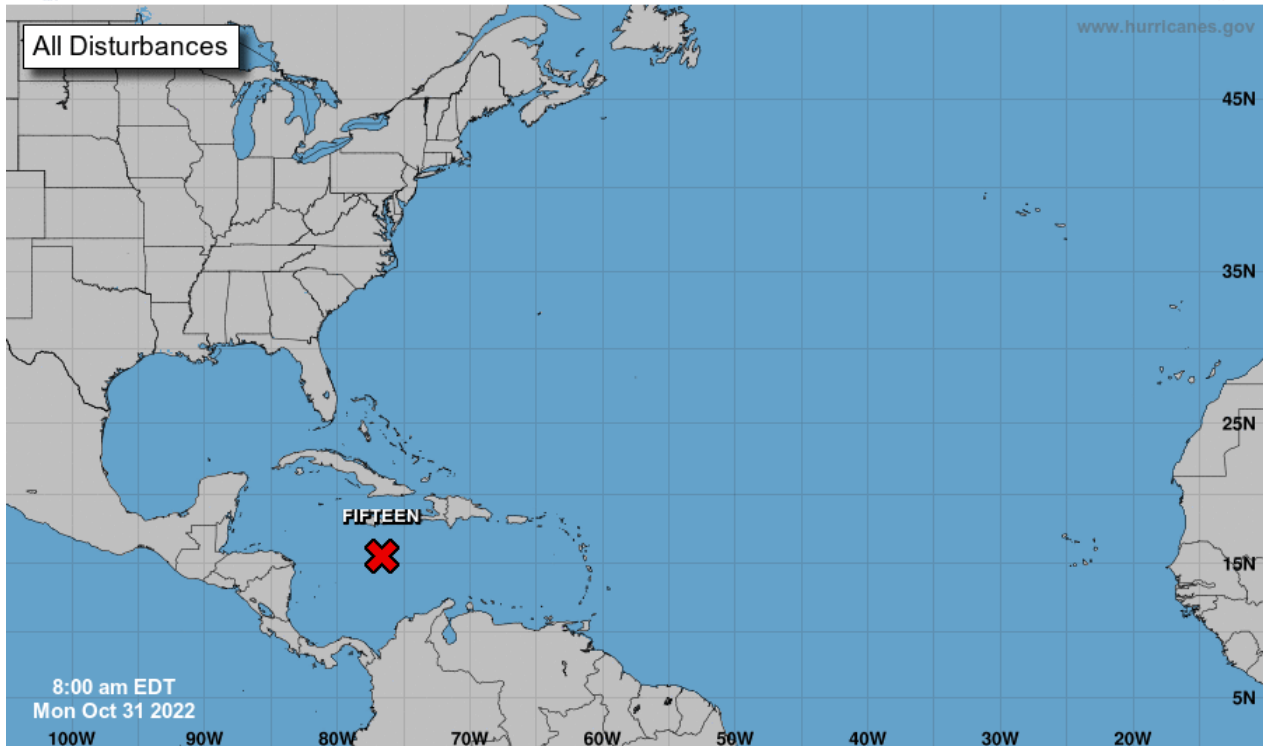 All Disturbances
www.hurricanes.gov
45N
35N
25N
FIFTEEN
15N
8:00 am EDT
Mon Oct 31 2022
5N
100W 90W 80W 70W 60W 50W 40W 30W 20W